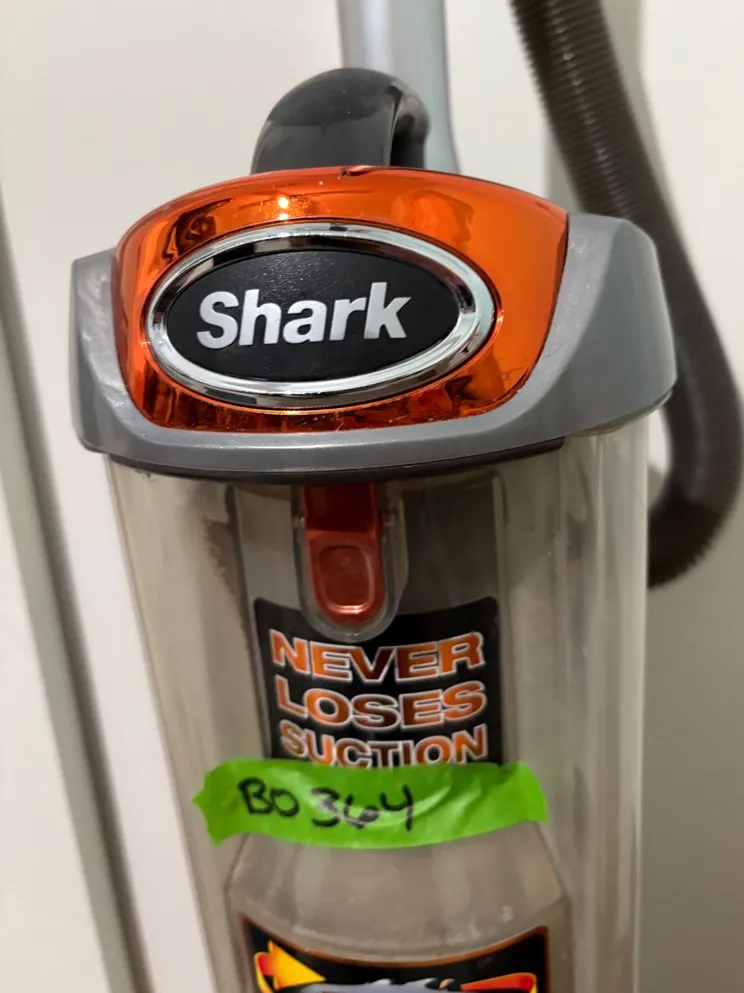 Shark
NEVER
LOSES
SUCTION
BO364